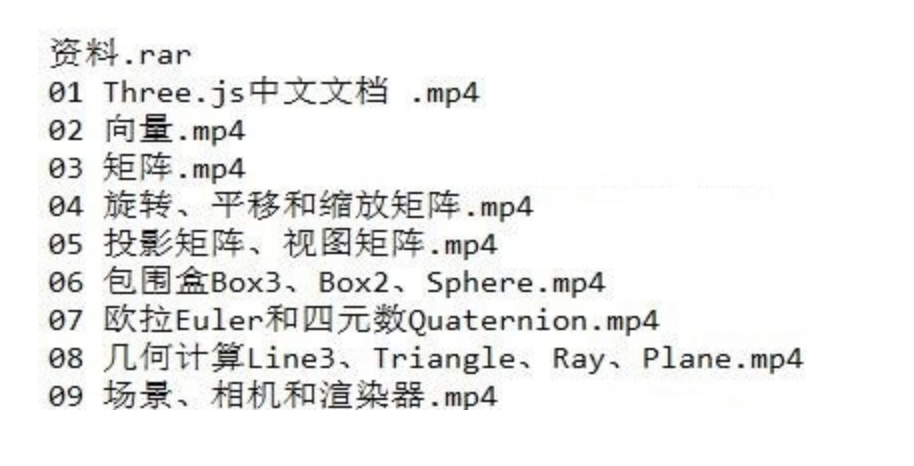 资料.rar
01 Three.js中文文档 .mp4
02 向量.mp4
03 矩阵.mp4
04 旋转、平移和缩放矩阵.mp4
05 投影矩阵、视图矩阵.mp4
06 包围盒Box3、Box2、Sphere.mp4
07 欧拉Euler和四元数Quaternion.mp4
08 几何计算Line3、Triangle、Ray、Plane.mp4
09 场景、相机和渲染器.mp4